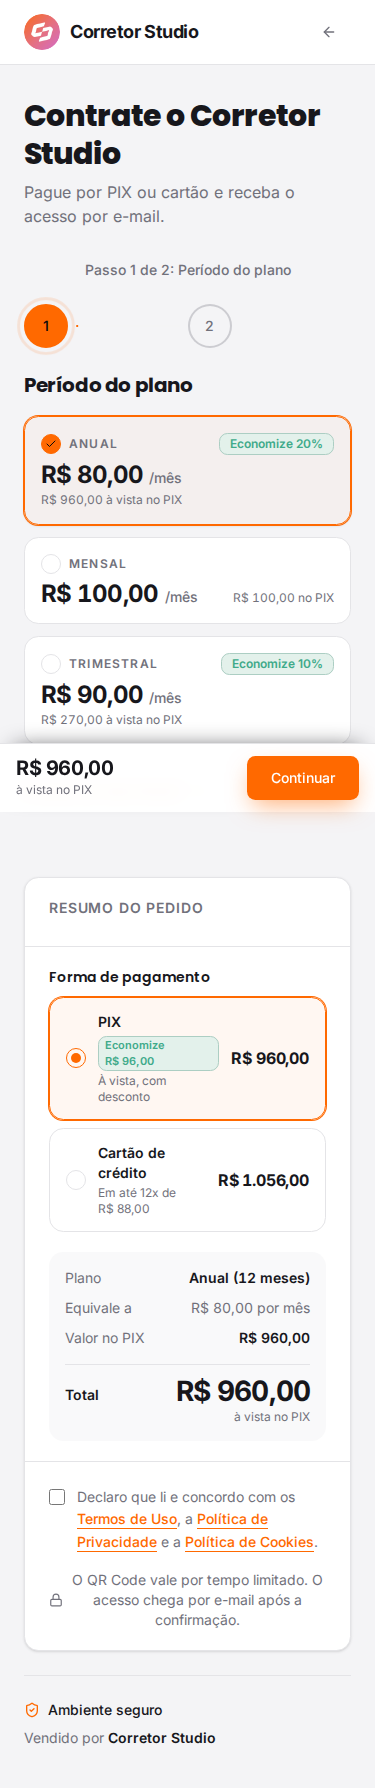 Corretor Studio
Contrate o Corretor
Studio
Pague por PIX ou cartão e receba o
acesso por e-mail.
Passo 1 de 2: Período do plano
1
2
Período do plano
ANUAL
Economize 20%
R$ 80,00 /mês
R$ 960,00 à vista no PIX
MENSAL
R$ 100,00 /mês
R$ 100,00 no PIX
TRIMESTRAL
Economize 10%
R$ 90,00 /mês
R$ 270,00 à vista no PIX
R$ 960,00
à vista no PIX
Continuar
RESUMO DO PEDIDO
Forma de pagamento
PIX
Economize
R$ 96,00
À vista, com
desconto
R$ 960,00
Cartão de
crédito
Em até 12x de
R$ 88,00
R$ 1.056,00
Plano Anual (12 meses)
Equivale a R$ 80,00 por mês
Valor no PIX R$ 960,00
Total R$ 960,00
à vista no PIX
Declaro que li e concordo com os
Termos de Uso, a Política de
Privacidade e a Política de Cookies.
O QR Code vale por tempo limitado. O
acesso chega por e-mail após a
confirmação.
Ambiente seguro
Vendido por Corretor Studio